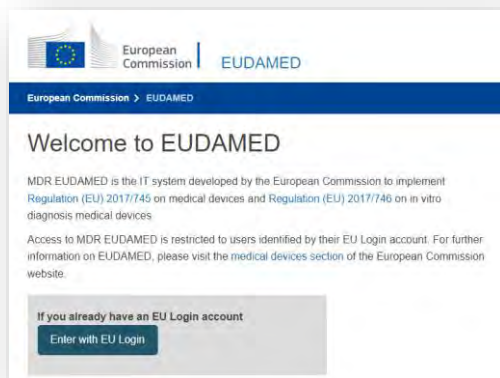 European
Commission
EUDAMED
European Commission > EUDAMED
Welcome to EUDAMED
MDR EUDAMED is the IT system developed by the European Commission to implement
Regulation (EU) 2017/745 on medical devices and Regulation (EU) 2017/746 on in vitro
diagnosis medical devices
Access to MDR EUDAMED is restricted to users identified by their EU Login account. For further
information on EUDAMED, please visit the medical devices section of the European Commission
website.
If you already have an EU Login account
Enter with EU Login